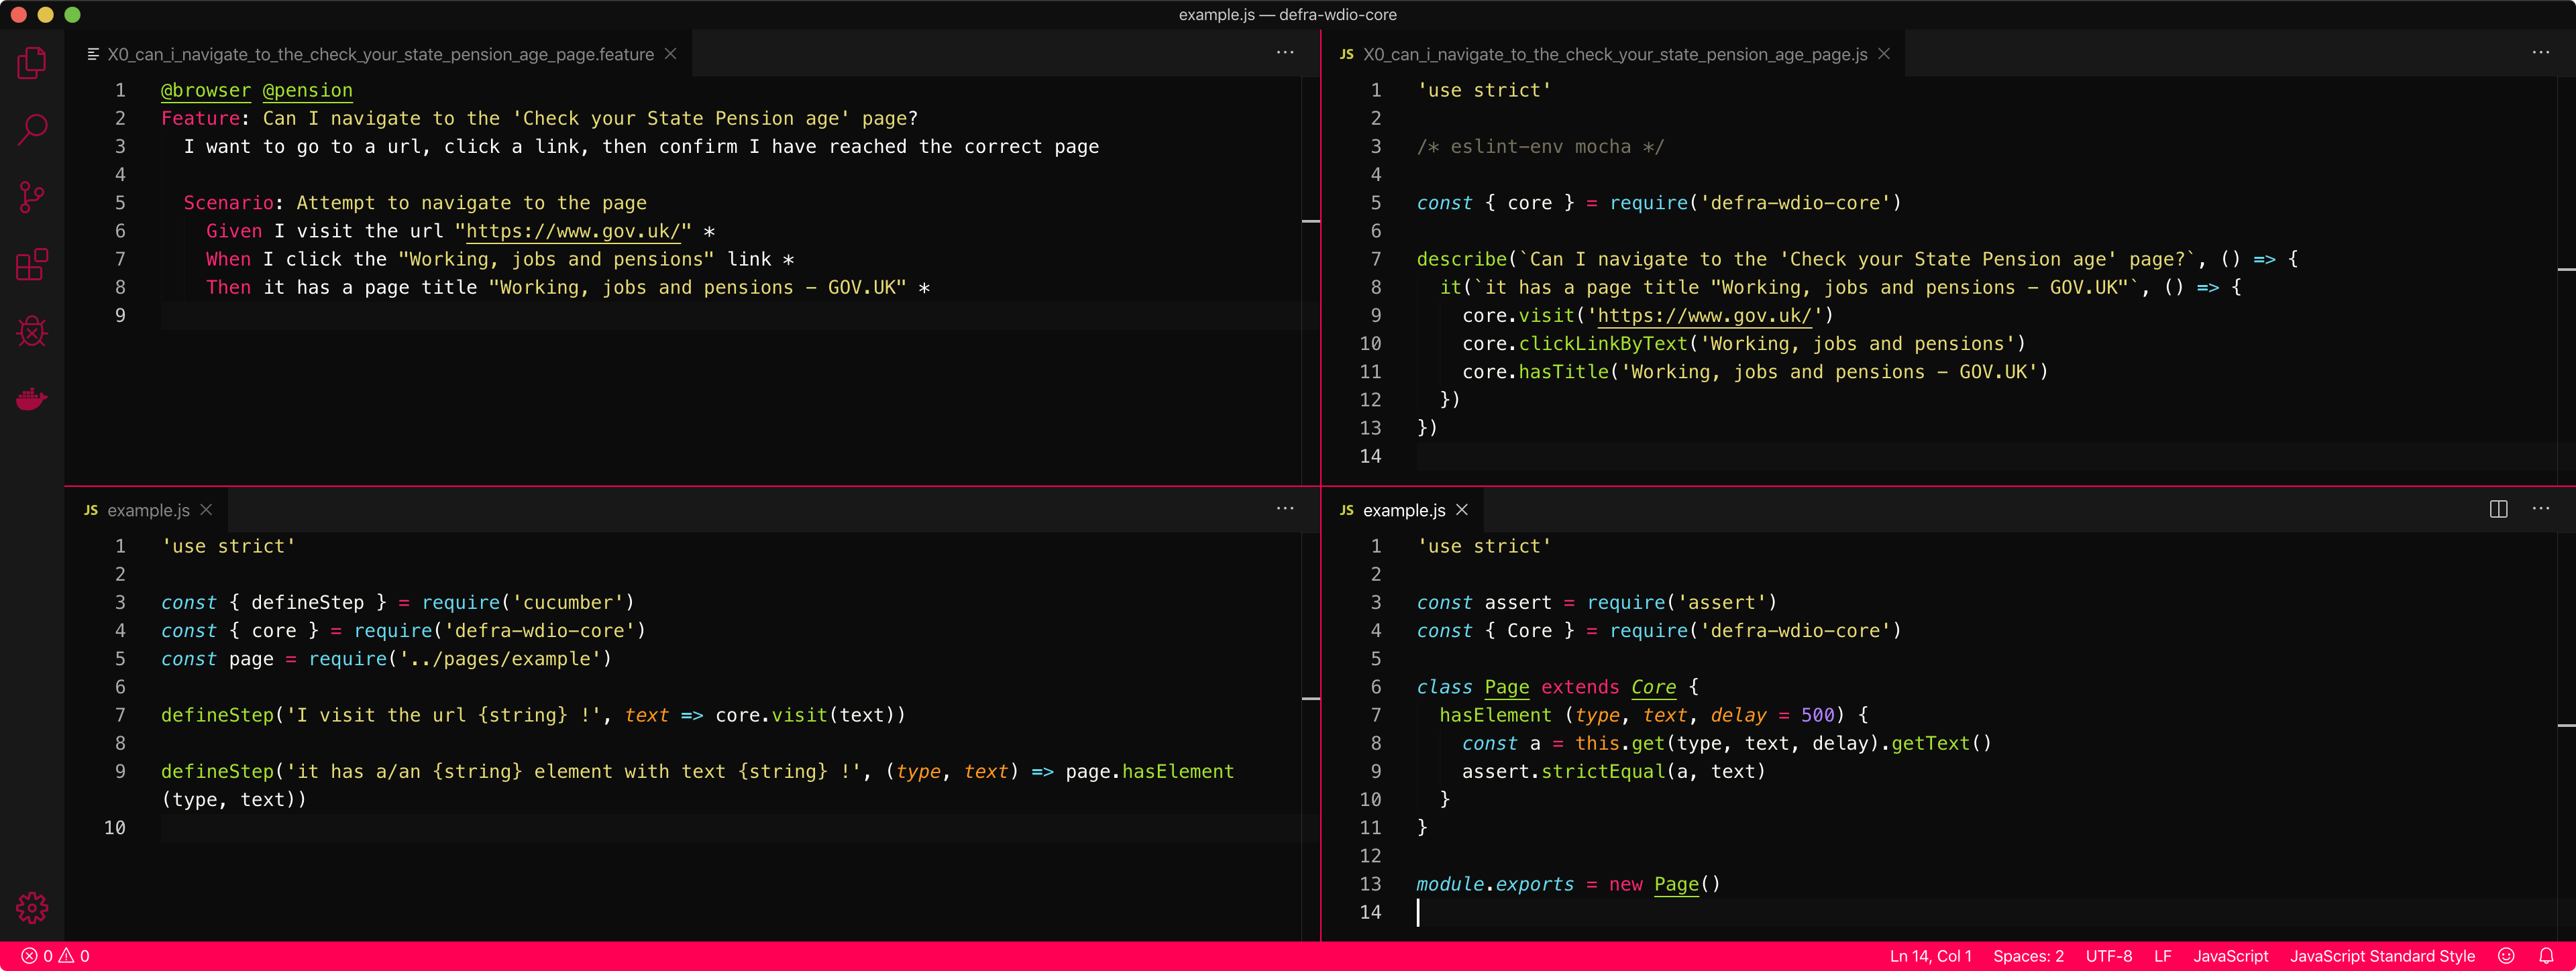 example.js — defra-wdio-core
X0_can_i_navigate_to_the_check_your_state_pension_age_page.feature
1 @browser @pension
2 Feature: Can I navigate to the 'Check your State Pension age' page?
3 I want to go to a url, click a link, then confirm I have reached the correct page
4
5 Scenario: Attempt to navigate to the page
6 Given I visit the url "https://www.gov.uk/" *
7 When I click the "Working, jobs and pensions" link *
8 Then it has a page title "Working, jobs and pensions - GOV.UK" *
9
JS X0_can_i_navigate_to_the_check_your_state_pension_age_page.js
1 'use strict'
2
3 /* eslint-env mocha */
4
5 const { core } = require('defra-wdio-core')
6
7 describe(`Can I navigate to the 'Check your State Pension age' page?`, () => {
8 it(`it has a page title "Working, jobs and pensions - GOV.UK"`, () => {
9 core.visit('https://www.gov.uk/')
10 core.clickLinkByText('Working, jobs and pensions')
11 core.hasTitle('Working, jobs and pensions - GOV.UK')
12 })
13 })
14
JS example.js
1 'use strict'
2
3 const { defineStep } = require('cucumber')
4 const { core } = require('defra-wdio-core')
5 const page = require('../pages/example')
6
7 defineStep('I visit the url {string} !', text => core.visit(text))
8
9 defineStep('it has a/an {string} element with text {string} !', (type, text) => page.hasElement
(type, text))
10
JS example.js
1 'use strict'
2
3 const assert = require('assert')
4 const { Core } = require('defra-wdio-core')
5
6 class Page extends Core {
7 hasElement (type, text, delay = 500) {
8 const a = this.get(type, text, delay).getText()
9 assert.strictEqual(a, text)
10 }
11 }
12
13 module.exports = new Page()
14
0 0 Ln 14, Col 1 Spaces: 2 UTF-8 LF JavaScript JavaScript Standard Style